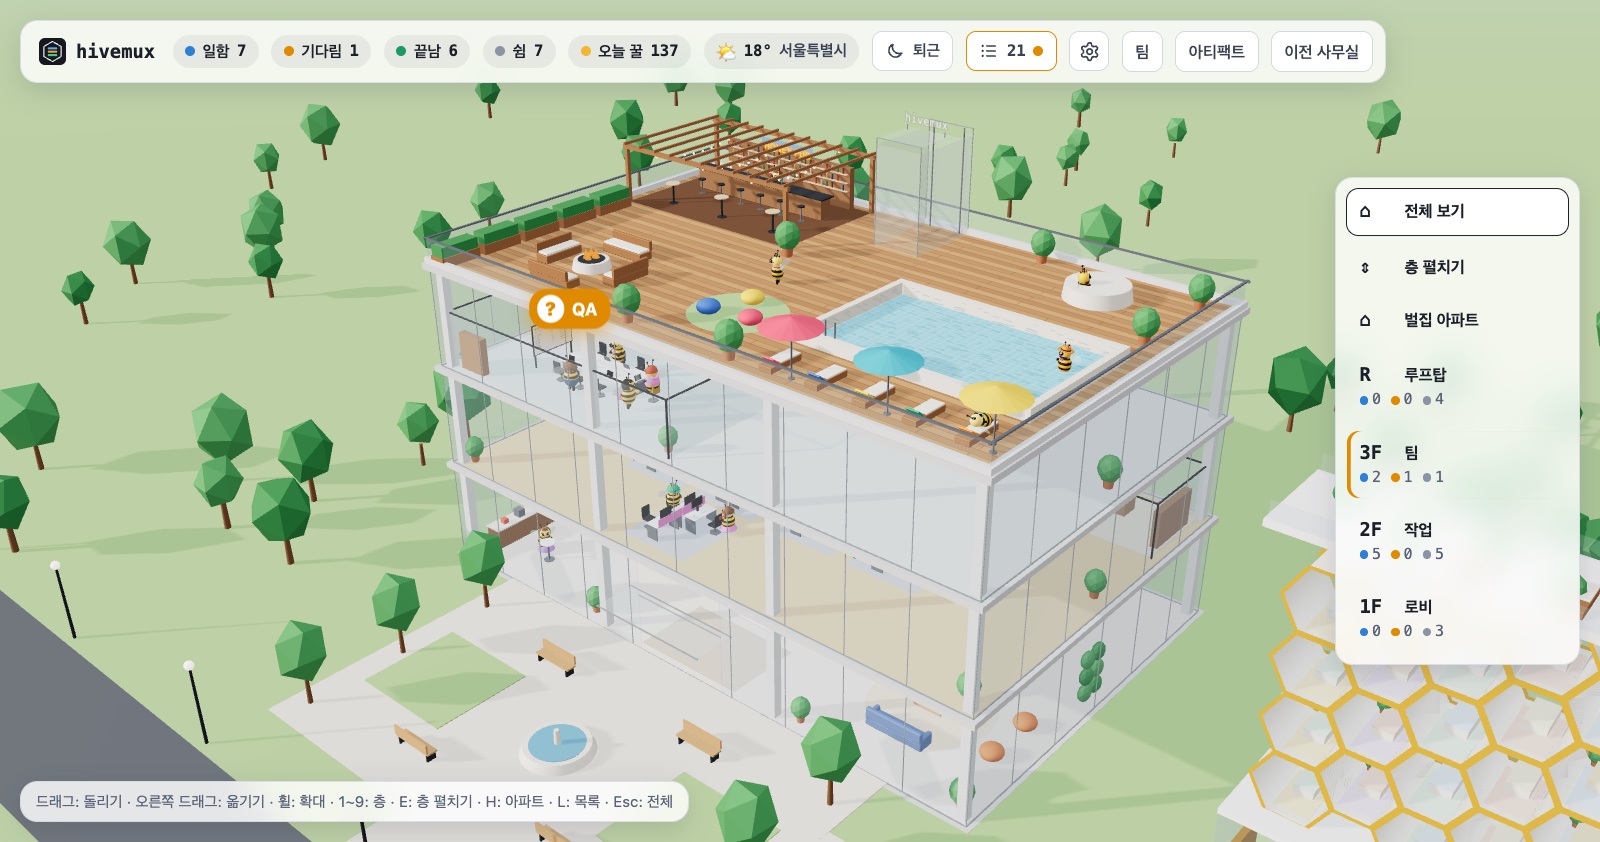 hivemux
일함 7
기다림 1
끝남 6
쉼 7
오늘 꿀 137
18° 서울특별시
퇴근
21
팀
아티팩트
이전 사무실
hivemux
? QA
전체 보기
층 펼치기
벌집 아파트
R 루프탑
0 0 4
3F 팀
2 1 1
2F 작업
5 0 5
1F 로비
0 0 3
드래그: 돌리기 · 오른쪽 드래그: 옮기기 · 휠: 확대 · 1~9: 층 · E: 층 펼치기 · H: 아파트 · L: 목록 · Esc: 전체